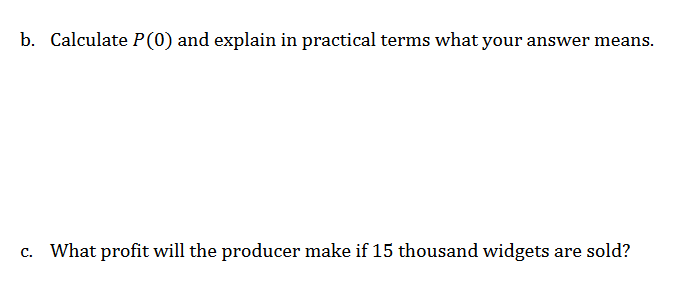 b. Calculate P(0) and explain in practical terms what your answer means.
c. What profit will the producer make if 15 thousand widgets are sold?